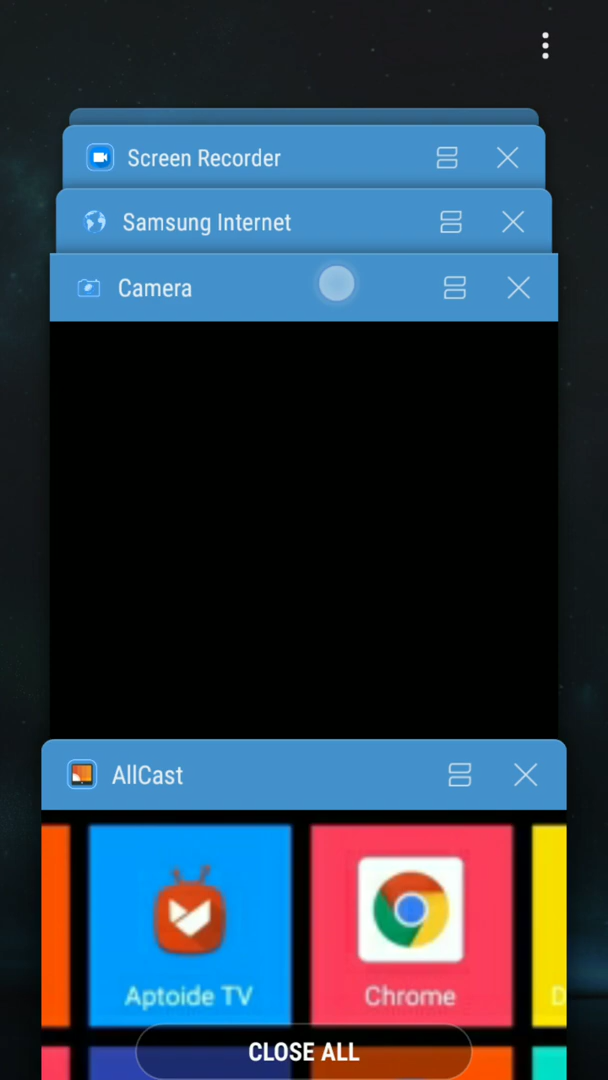 Screen Recorder
Samsung Internet
Camera
AllCast
Aptoide TV
Chrome
D
CLOSE ALL